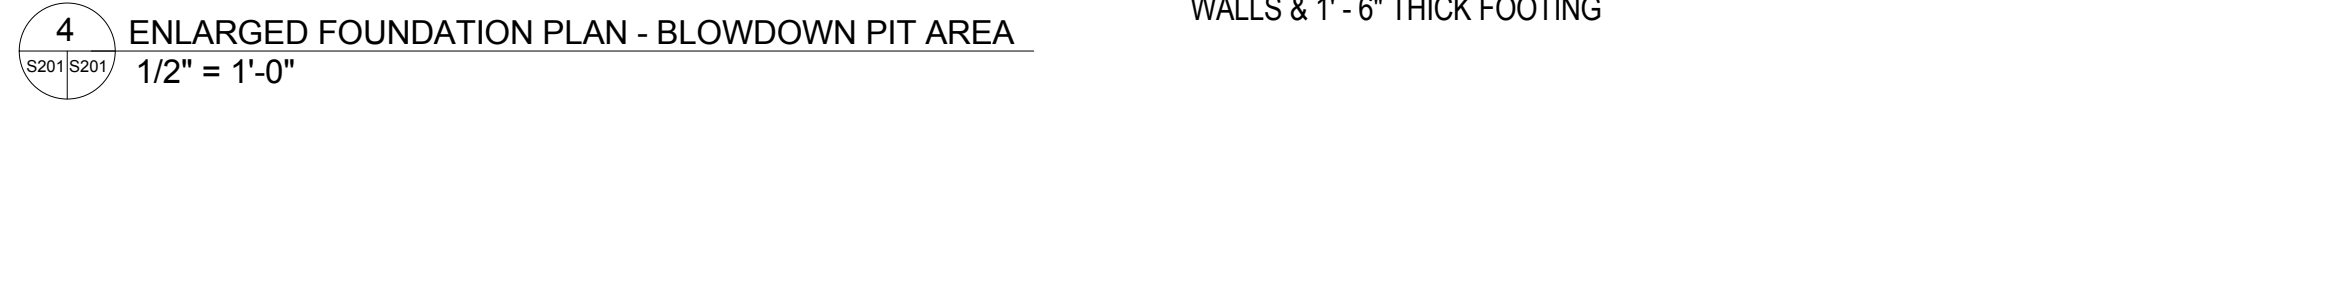 WALLS & 1' - 6" THICK FOOTING
4
ENLARGED FOUNDATION PLAN - BLOWDOWN PIT AREA
S201 S201
1/2" = 1'-0"